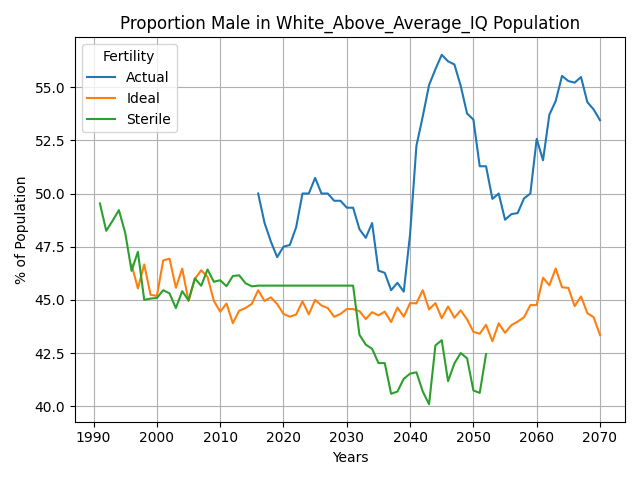 Proportion Male in White_Above_Average_IQ Population
Fertility
Actual
Ideal
Sterile
% of Population
55.0
52.5
50.0
47.5
45.0
42.5
40.0
1990 2000 2010 2020 2030 2040 2050 2060 2070
Years